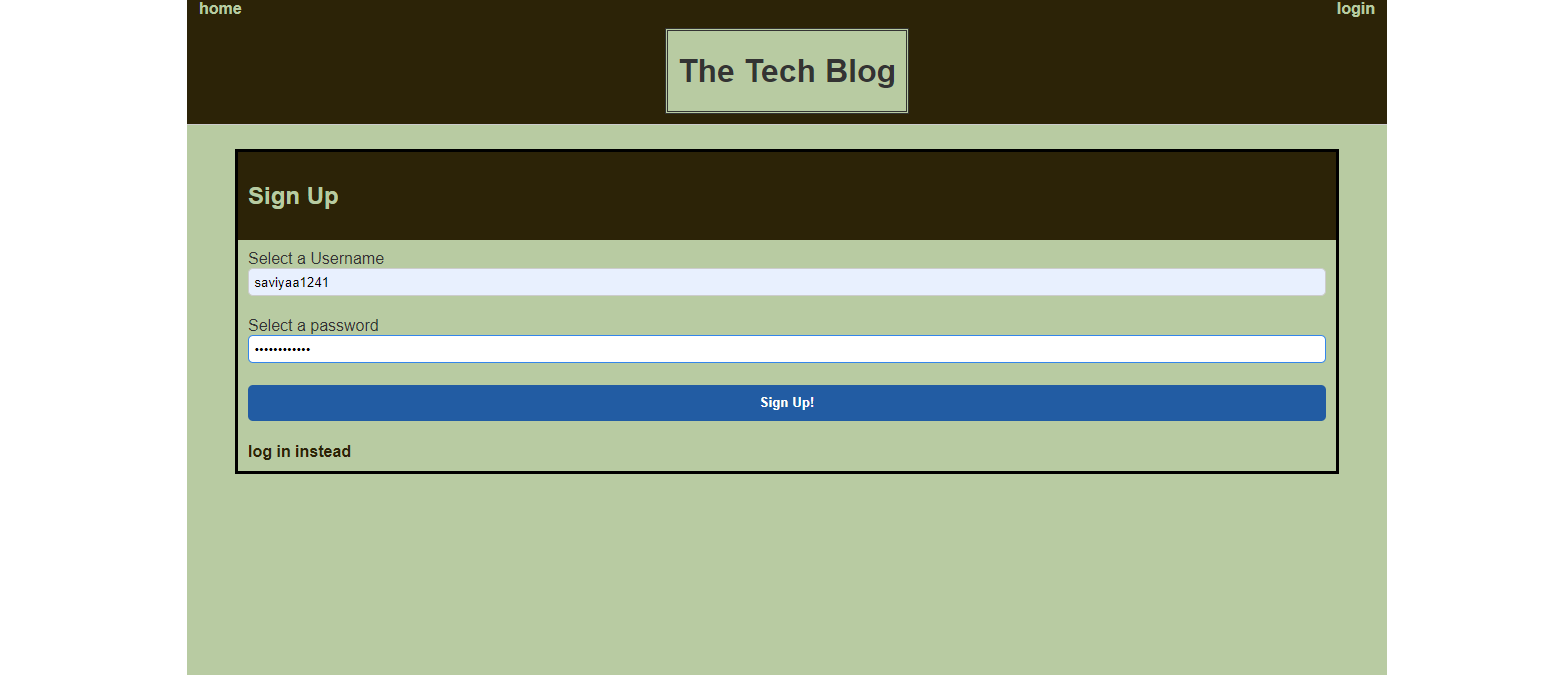 home
login
The Tech Blog
Sign Up
Select a Username
saviyaa1241
Select a password
••••••••••••
Sign Up!
log in instead